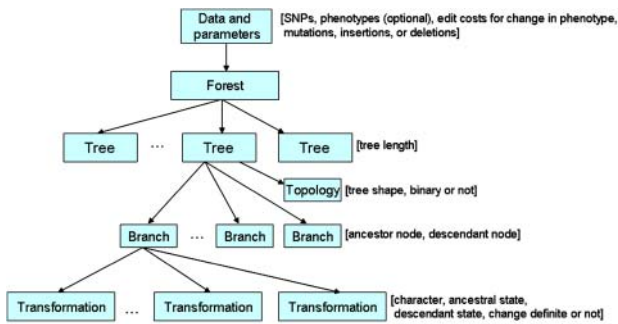 Data and parameters
[SNPs, phenotypes (optional), edit costs for change in phenotype,
mutations, insertions, or deletions]
Forest
Tree ... Tree Tree [tree length]
Topology [tree shape, binary or not]
Branch ... Branch Branch [ancestor node, descendant node]
Transformation ... Transformation Transformation [character, ancestral state,
descendant state, change definite or not]